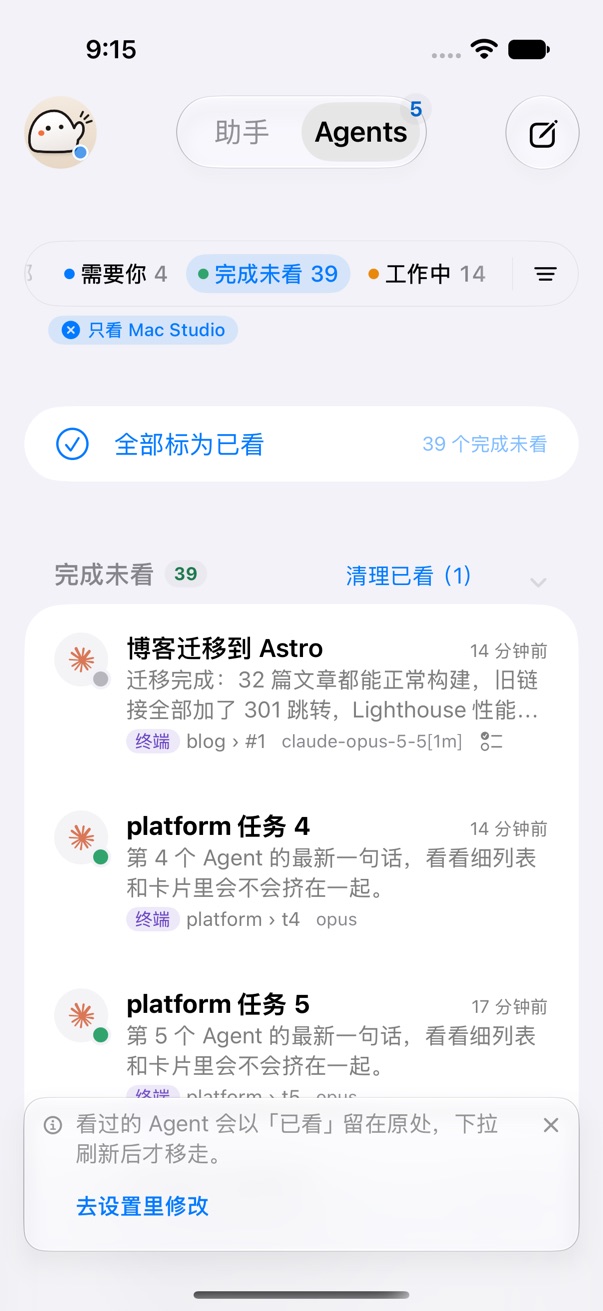 9:15
助手
Agents
5
需要你 4
完成未看 39
工作中 14
只看 Mac Studio
全部标为已看
39 个完成未看
完成未看 39
清理已看 (1)
博客迁移到 Astro
14 分钟前
迁移完成：32 篇文章都能正常构建，旧链
接全部加了 301 跳转，Lighthouse 性能…
终端 blog › #1 claude-opus-5-5[1m]
platform 任务 4
14 分钟前
第 4 个 Agent 的最新一句话，看看细列表
和卡片里会不会挤在一起。
终端 platform › t4 opus
platform 任务 5
17 分钟前
第 5 个 Agent 的最新一句话，看看细列表
和卡片里会不会挤在一起。
终端 platform › t5 opus
看过的 Agent 会以「已看」留在原处，下拉
刷新后才移走。
去设置里修改